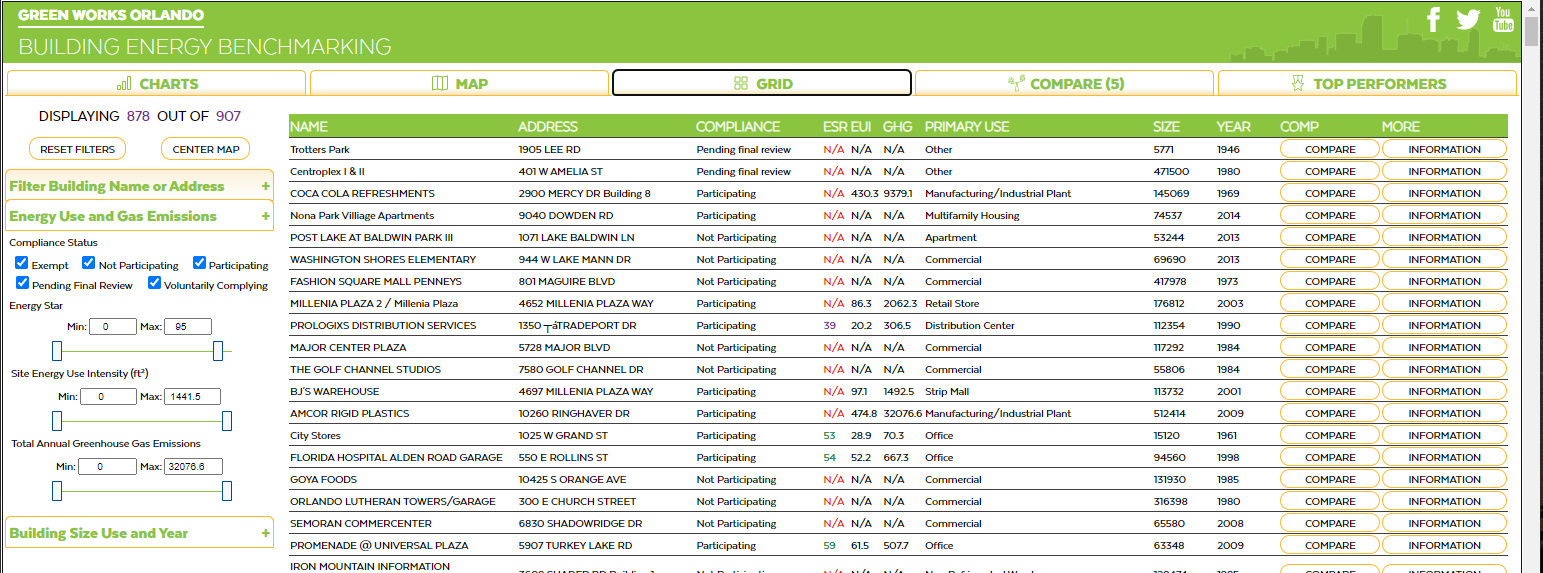 GREEN WORKS ORLANDO
BUILDING ENERGY BENCHMARKING
You Tube
CHARTS MAP GRID COMPARE (5) TOP PERFORMERS
DISPLAYING 878 OUT OF 907
RESET FILTERS CENTER MAP
Filter Building Name or Address +
Energy Use and Gas Emissions +
Compliance Status
Exempt Not Participating Participating
Pending Final Review Voluntarily Complying
Energy Star
Min: 0 Max: 95
Site Energy Use Intensity (ft²)
Min: 0 Max: 1441.5
Total Annual Greenhouse Gas Emissions
Min: 0 Max: 32076.6
Building Size Use and Year +
NAME ADDRESS COMPLIANCE ESR EUI GHG PRIMARY USE SIZE YEAR COMP MORE
Trotters Park 1905 LEE RD Pending final review N/A N/A N/A Other 5771 1946 COMPARE INFORMATION
Centroplex I & II 401 W AMELIA ST Pending final review N/A N/A N/A Other 471500 1980 COMPARE INFORMATION
COCA COLA REFRESHMENTS 2900 MERCY DR Building 8 Participating N/A 430.3 9379.1 Manufacturing/Industrial Plant 145069 1969 COMPARE INFORMATION
Nona Park Villiage Apartments 9040 DOWDEN RD Participating N/A N/A N/A Multifamily Housing 74537 2014 COMPARE INFORMATION
POST LAKE AT BALDWIN PARK III 1071 LAKE BALDWIN LN Not Participating N/A N/A N/A Apartment 53244 2013 COMPARE INFORMATION
WASHINGTON SHORES ELEMENTARY 944 W LAKE MANN DR Not Participating N/A N/A N/A Commercial 69690 2013 COMPARE INFORMATION
FASHION SQUARE MALL PENNEYS 801 MAGUIRE BLVD Not Participating N/A N/A N/A Commercial 417978 1973 COMPARE INFORMATION
MILLENIA PLAZA 2 / Millenia Plaza 4652 MILLENIA PLAZA WAY Participating N/A 86.3 2062.3 Retail Store 176812 2003 COMPARE INFORMATION
PROLOGIXS DISTRIBUTION SERVICES 1350 ┬áTRADEPORT DR Participating 39 20.2 306.5 Distribution Center 112354 1990 COMPARE INFORMATION
MAJOR CENTER PLAZA 5728 MAJOR BLVD Not Participating N/A N/A N/A Commercial 117292 1984 COMPARE INFORMATION
THE GOLF CHANNEL STUDIOS 7580 GOLF CHANNEL DR Not Participating N/A N/A N/A Commercial 55806 1984 COMPARE INFORMATION
BJ'S WAREHOUSE 4697 MILLENIA PLAZA WAY Participating N/A 97.1 1492.5 Strip Mall 113732 2001 COMPARE INFORMATION
AMCOR RIGID PLASTICS 10260 RINGHAVER DR Participating N/A 474.8 32076.6 Manufacturing/Industrial Plant 512414 2009 COMPARE INFORMATION
City Stores 1025 W GRAND ST Participating 53 28.9 70.3 Office 15120 1961 COMPARE INFORMATION
FLORIDA HOSPITAL ALDEN ROAD GARAGE 550 E ROLLINS ST Participating 54 52.2 667.3 Office 94560 1998 COMPARE INFORMATION
GOYA FOODS 10425 S ORANGE AVE Not Participating N/A N/A N/A Commercial 131930 1985 COMPARE INFORMATION
ORLANDO LUTHERAN TOWERS/GARAGE 300 E CHURCH STREET Not Participating N/A N/A N/A Commercial 316398 1980 COMPARE INFORMATION
SEMORAN COMMERCENTER 6830 SHADOWRIDGE DR Not Participating N/A N/A N/A Commercial 65580 2008 COMPARE INFORMATION
PROMENADE @ UNIVERSAL PLAZA 5907 TURKEY LAKE RD Participating 59 61.5 507.7 Office 63348 2009 COMPARE INFORMATION
IRON MOUNTAIN INFORMATION